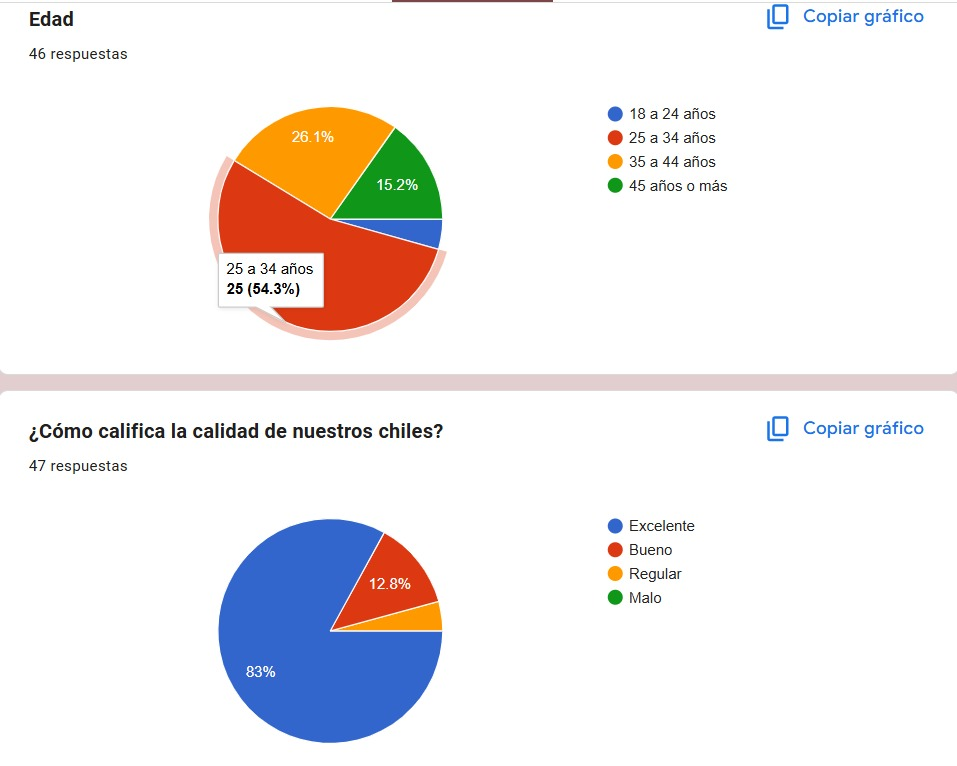 Edad
Copiar gráfico
46 respuestas
26.1%
15.2%
25 a 34 años
25 (54.3%)
18 a 24 años
25 a 34 años
35 a 44 años
45 años o más
¿Cómo califica la calidad de nuestros chiles?
Copiar gráfico
47 respuestas
12.8%
83%
Excelente
Bueno
Regular
Malo